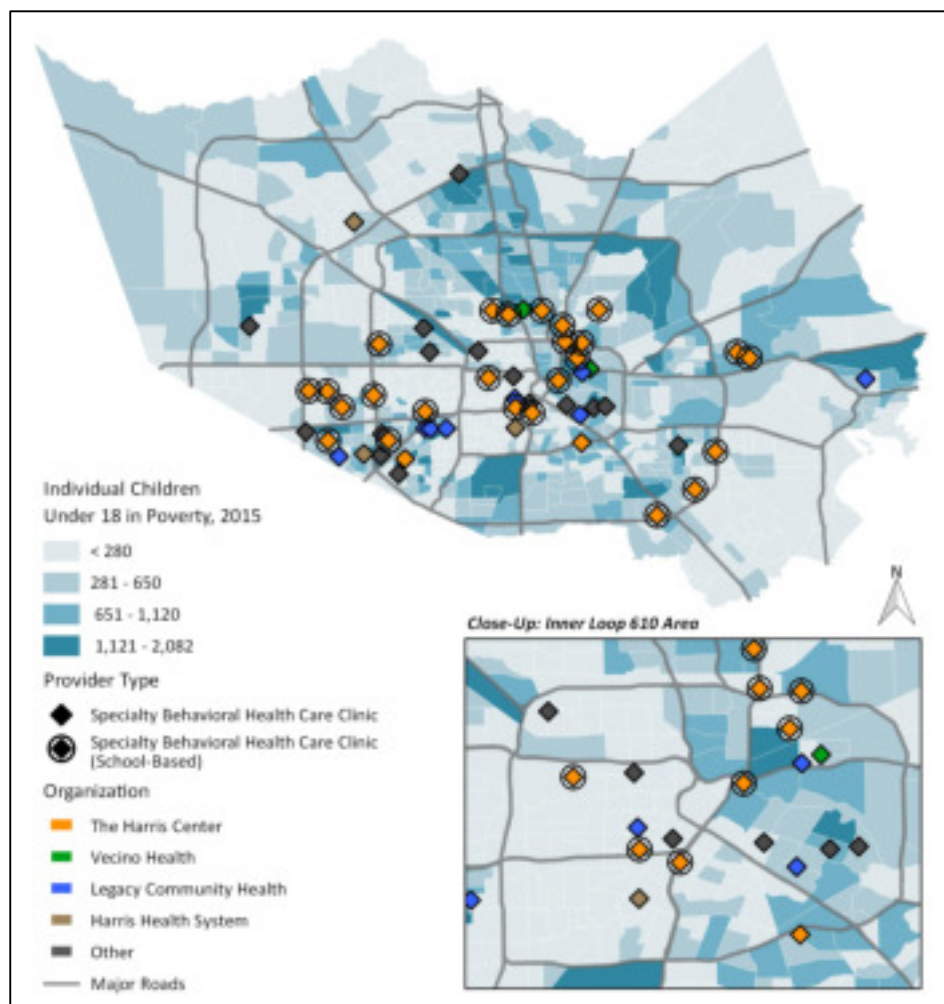 Individual Children
Under 18 in Poverty, 2015
< 280
281 - 650
651 - 1,120
1,121 - 2,082
Provider Type
Specialty Behavioral Health Care Clinic
Specialty Behavioral Health Care Clinic
(School-Based)
Organization
The Harris Center
Vecino Health
Legacy Community Health
Harris Health System
Other
Major Roads
N
Close-Up: Inner Loop 610 Area